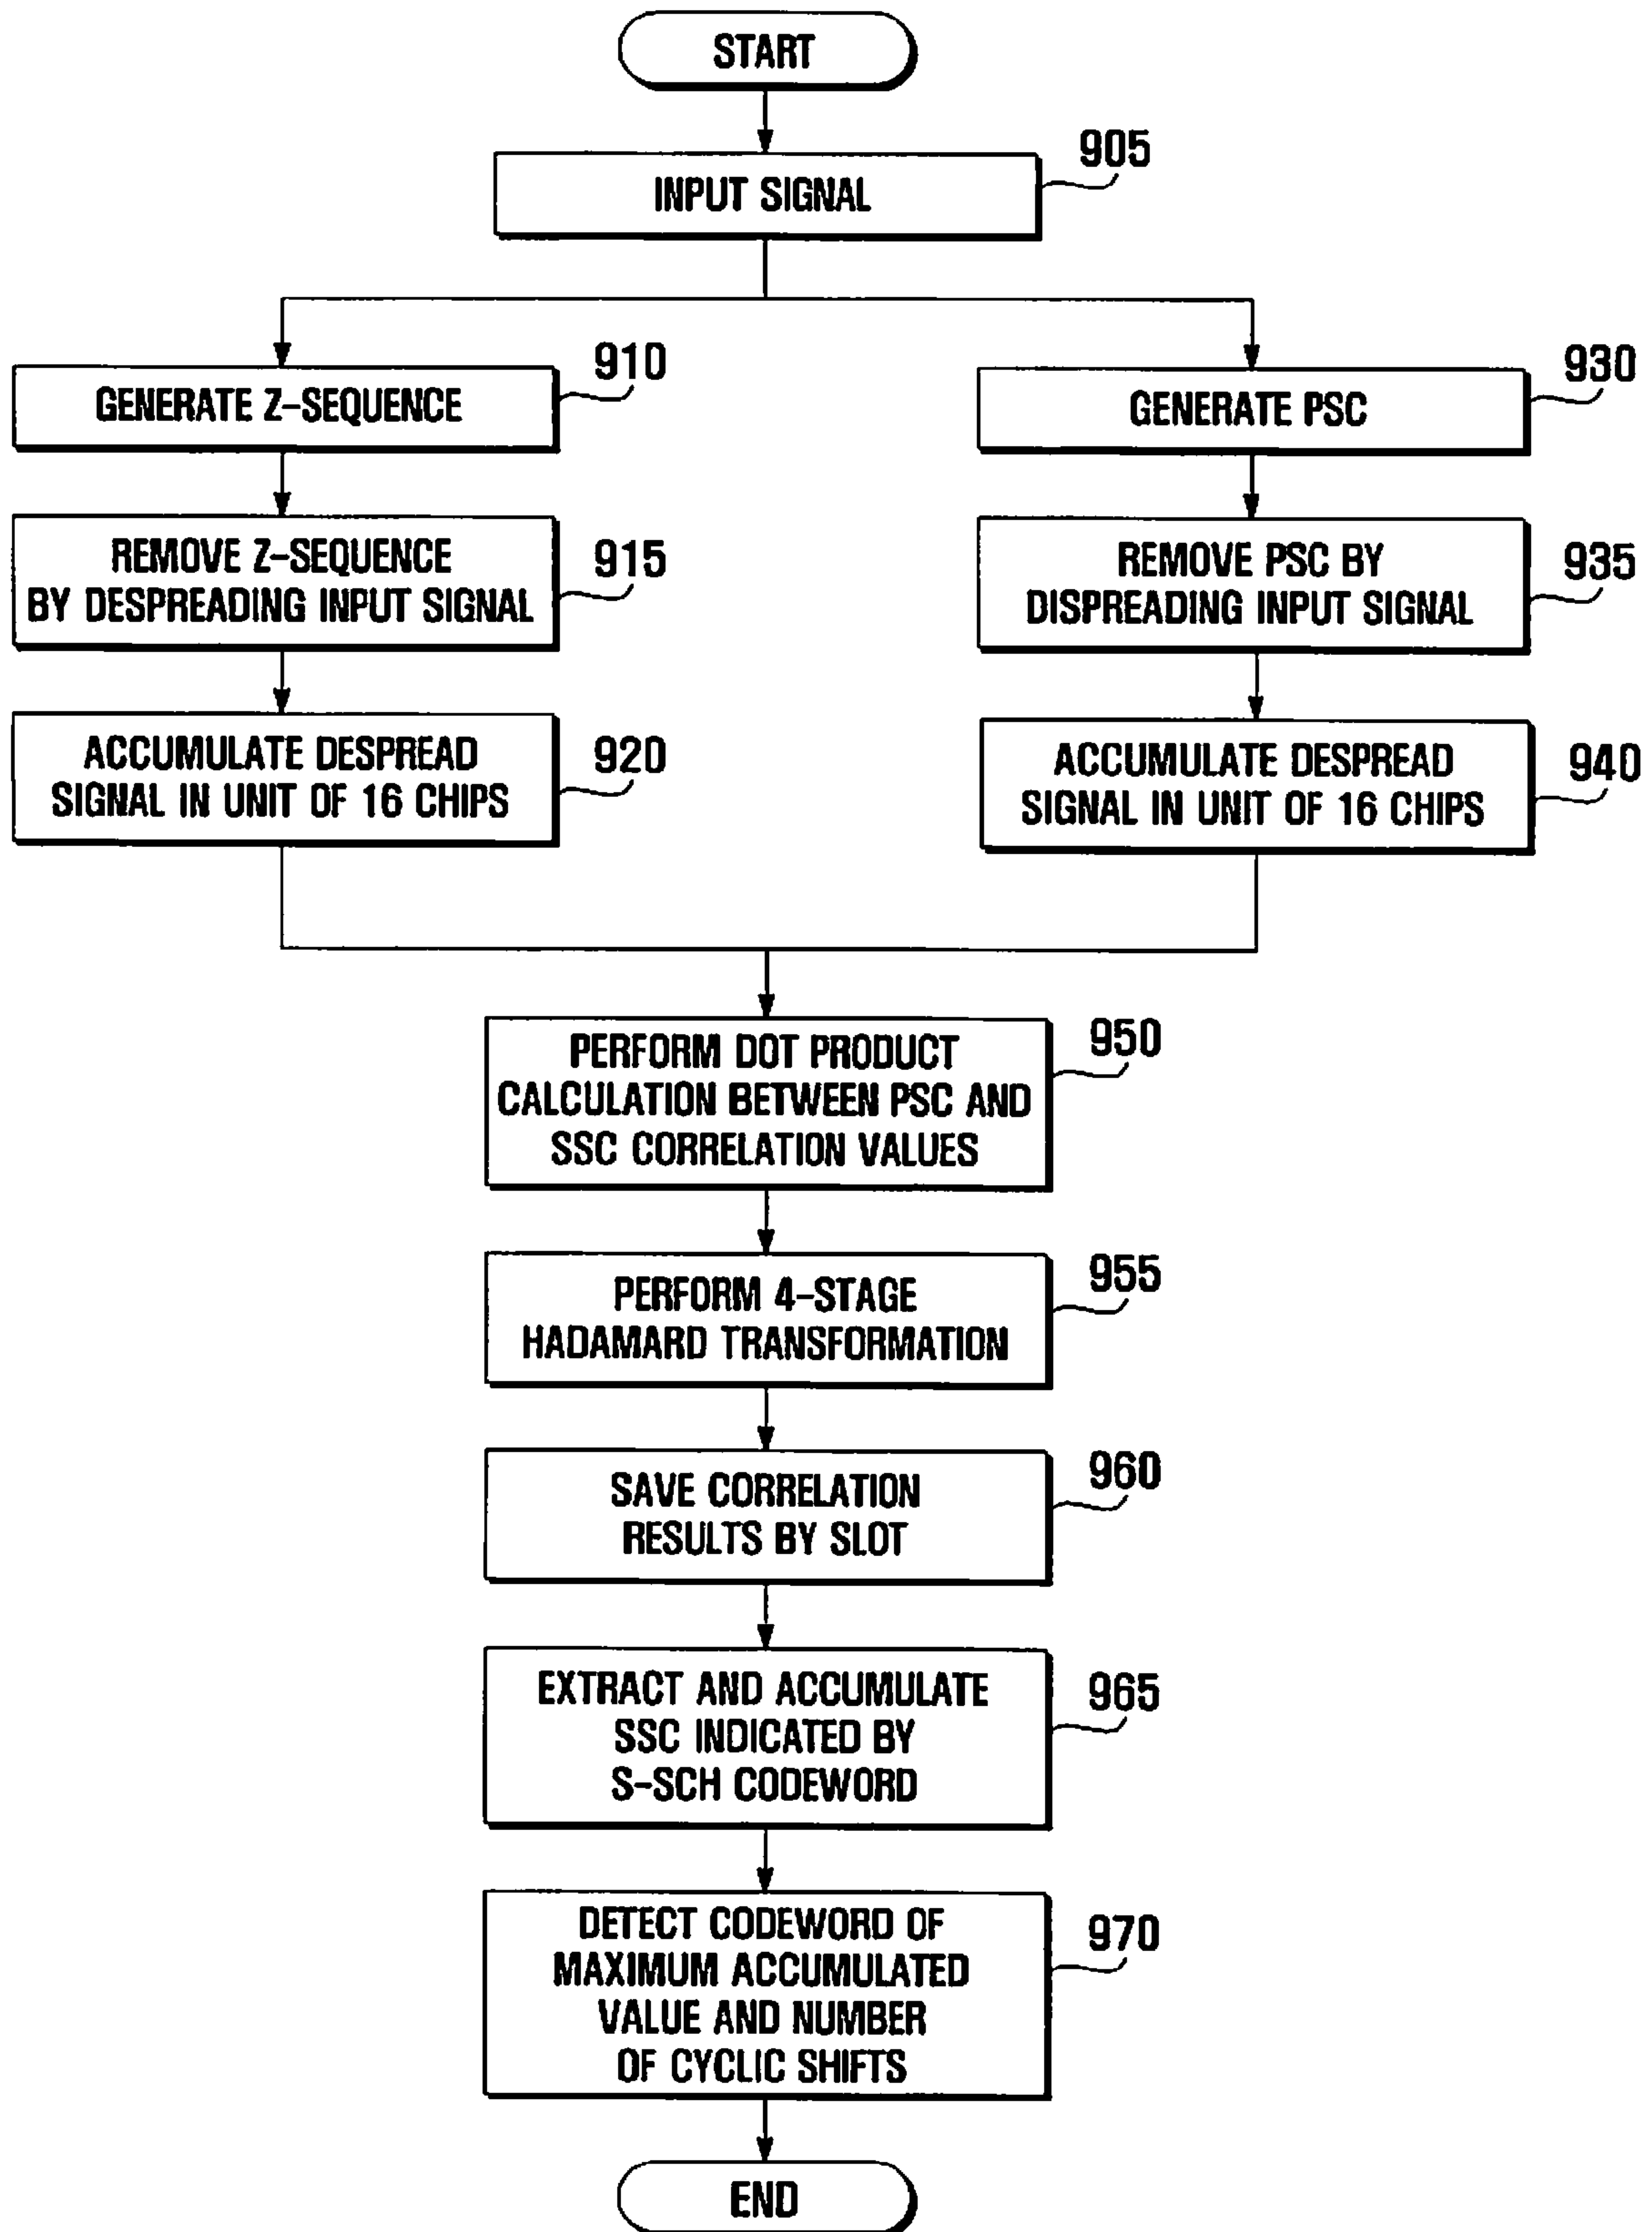 START
INPUT SIGNAL
905
GENERATE Z-SEQUENCE
910
REMOVE Z-SEQUENCE
BY DESPREADING INPUT SIGNAL
915
ACCUMULATE DESPREAD
SIGNAL IN UNIT OF 16 CHIPS
920
GENERATE PSC
930
REMOVE PSC BY
DISPREADING INPUT SIGNAL
935
ACCUMULATE DESPREAD
SIGNAL IN UNIT OF 16 CHIPS
940
PERFORM DOT PRODUCT
CALCULATION BETWEEN PSC AND
SSC CORRELATION VALUES
950
PERFORM 4-STAGE
HADAMARD TRANSFORMATION
955
SAVE CORRELATION
RESULTS BY SLOT
960
EXTRACT AND ACCUMULATE
SSC INDICATED BY
S-SCH CODEWORD
965
DETECT CODEWORD OF
MAXIMUM ACCUMULATED
VALUE AND NUMBER
OF CYCLIC SHIFTS
970
END